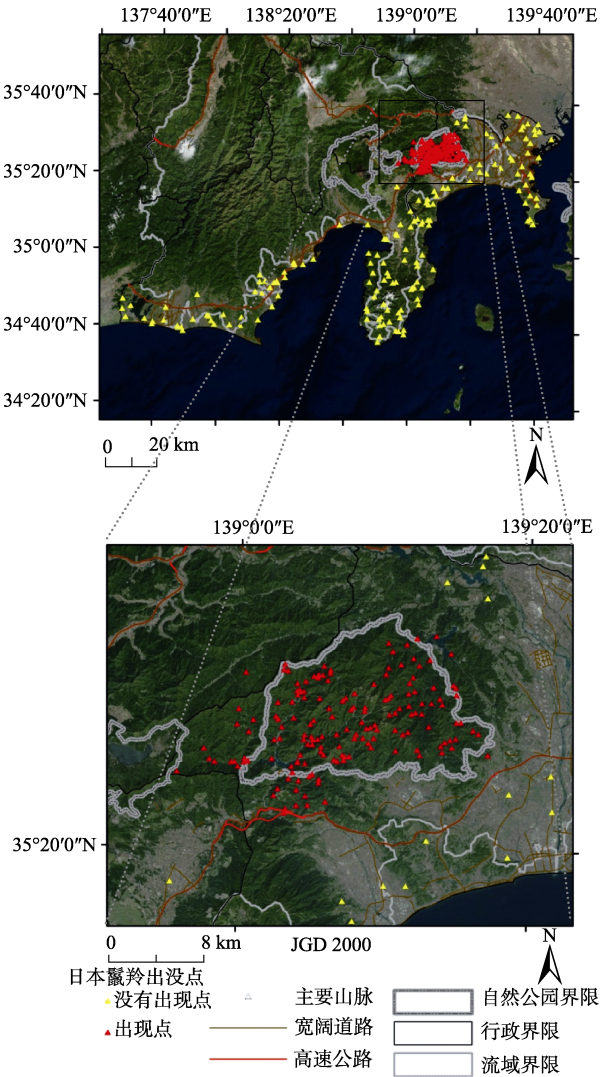 137°40′0″E
138°20′0″E
139°0′0″E
139°40′0″E
35°40′0″N
35°20′0″N
35°0′0″N
34°40′0″N
34°20′0″N
0 20 km
N
139°0′0″E
139°20′0″E
35°20′0″N
0 8 km
JGD 2000
N
日本鬣羚出没点
没有出现点
出现点
主要山脉
宽阔道路
高速公路
自然公园界限
行政界限
流域界限